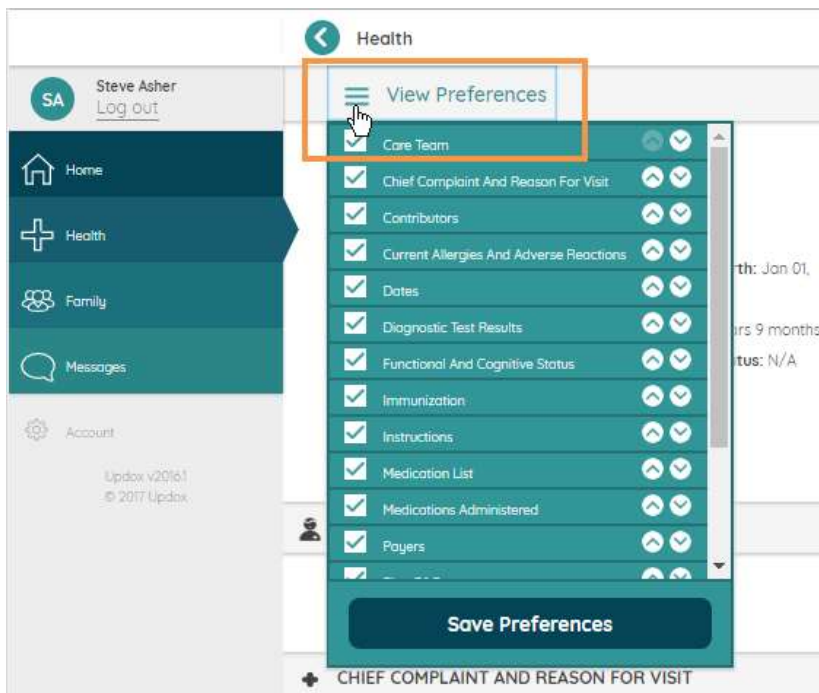 Health
SA
Steve Asher
Log out
Home
Health
Family
Messages
Account
Updox v2016.1
© 2017 Updox
View Preferences
Care Team
Chief Complaint And Reason For Visit
Contributors
Current Allergies And Adverse Reactions
Dates
Diagnostic Test Results
Functional And Cognitive Status
Immunization
Instructions
Medication List
Medications Administered
Payers
Save Preferences
rth: Jan 01,
rs 9 months
tus: N/A
CHIEF COMPLAINT AND REASON FOR VISIT